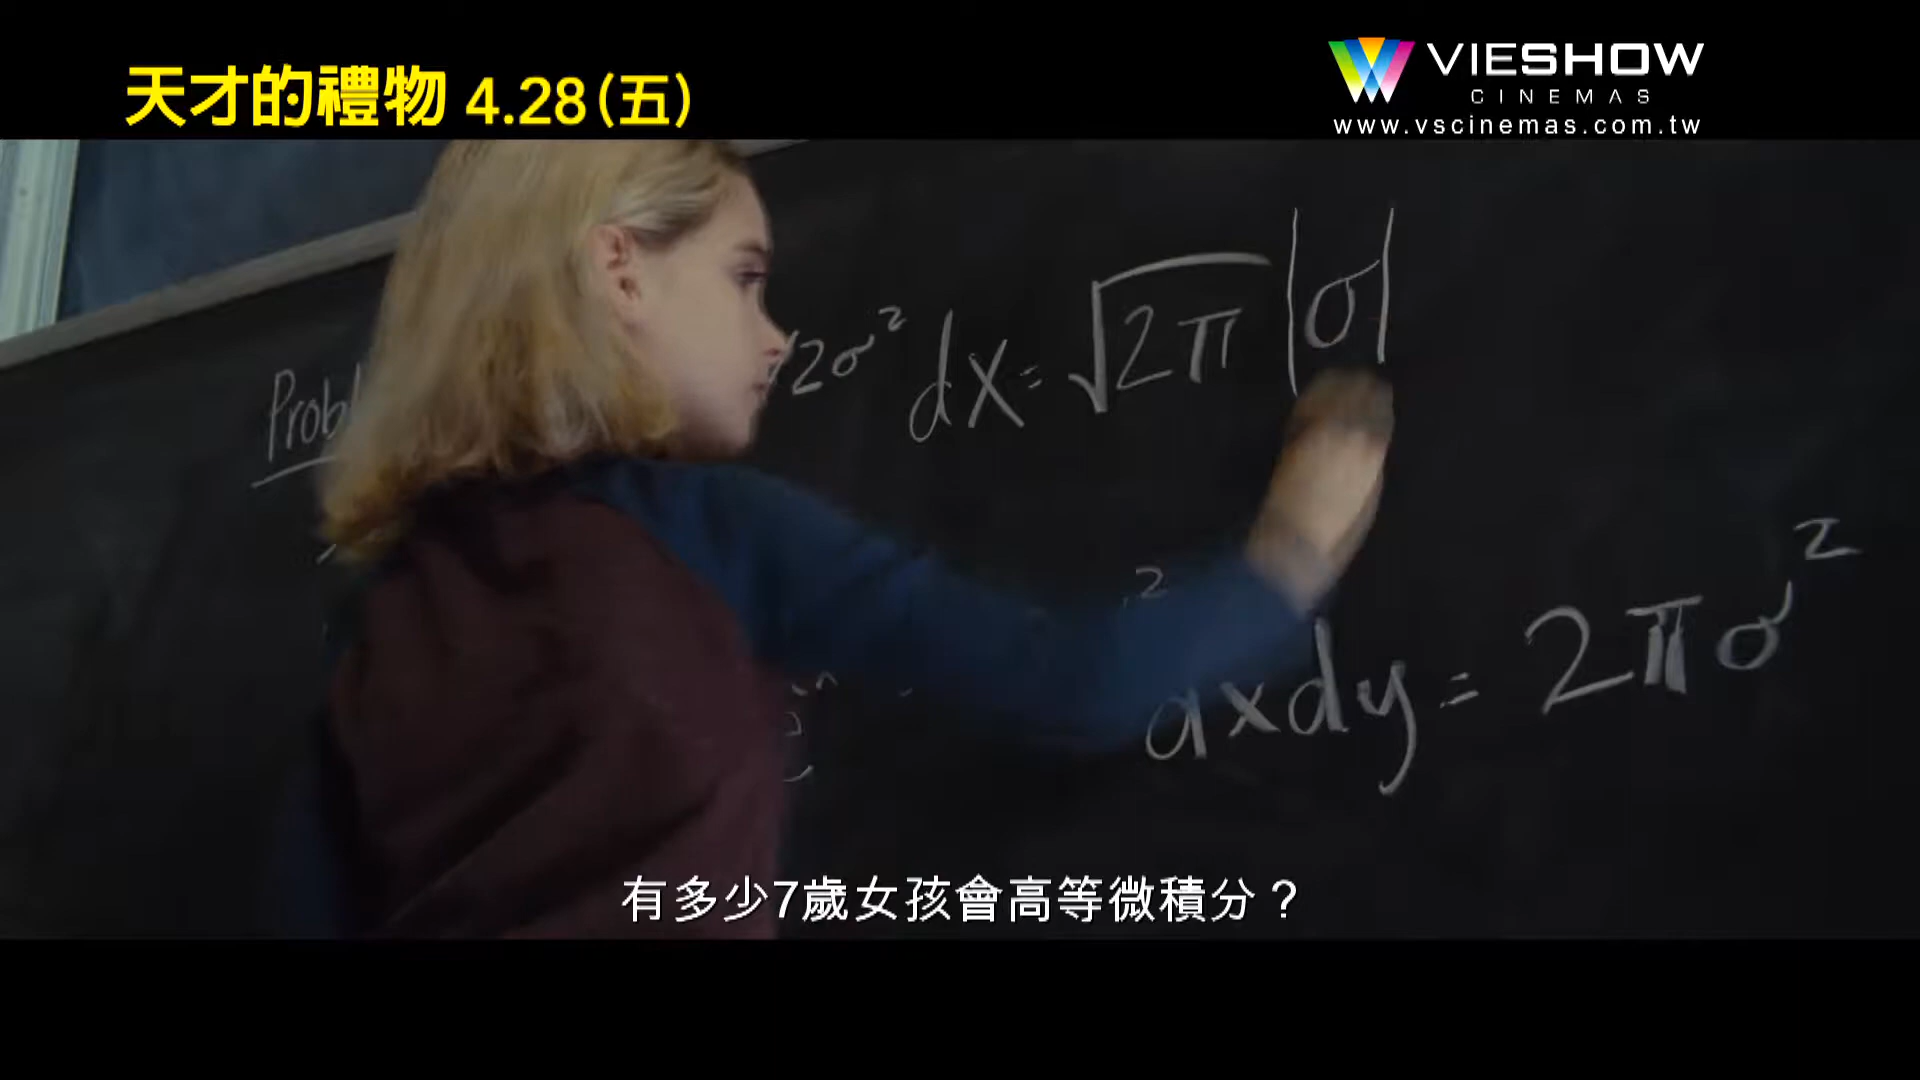 天才的禮物 4.28(五)
VIESHOW
CINEMAS
www.vscinemas.com.tw
/2σ² dx = √2π |σ|
2
dxdy = 2πσ²
有多少7歲女孩會高等微積分？